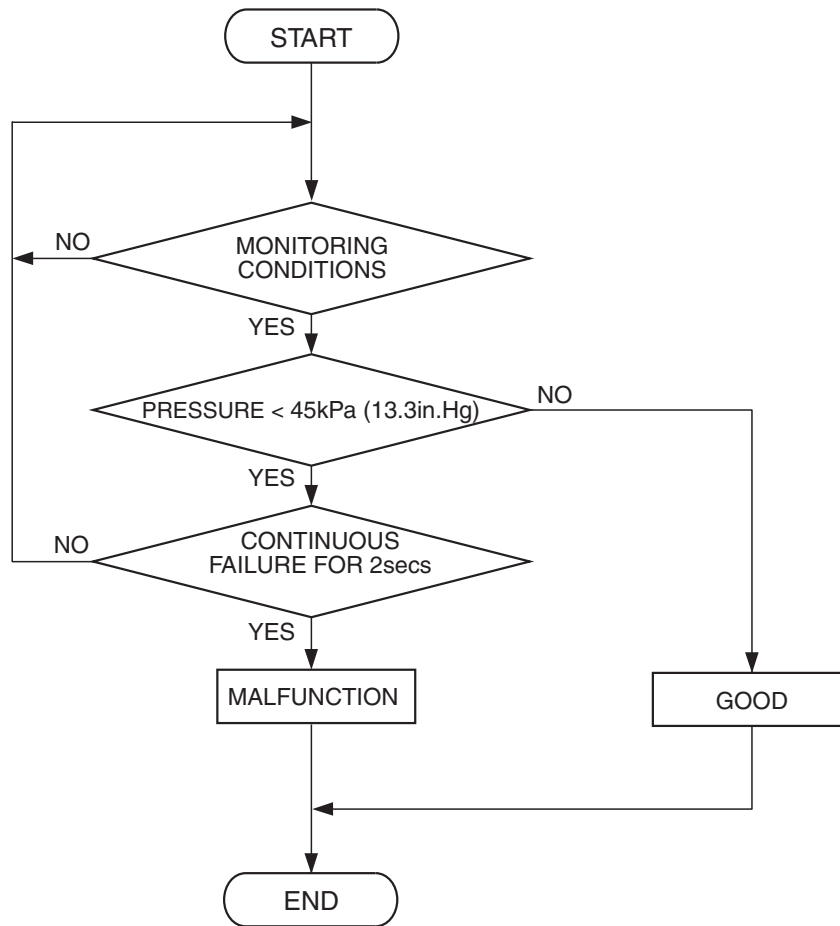 START
NO
MONITORING
CONDITIONS
YES
PRESSURE < 45kPa (13.3in.Hg)
NO
YES
NO
CONTINUOUS
FAILURE FOR 2secs
YES
MALFUNCTION
GOOD
END